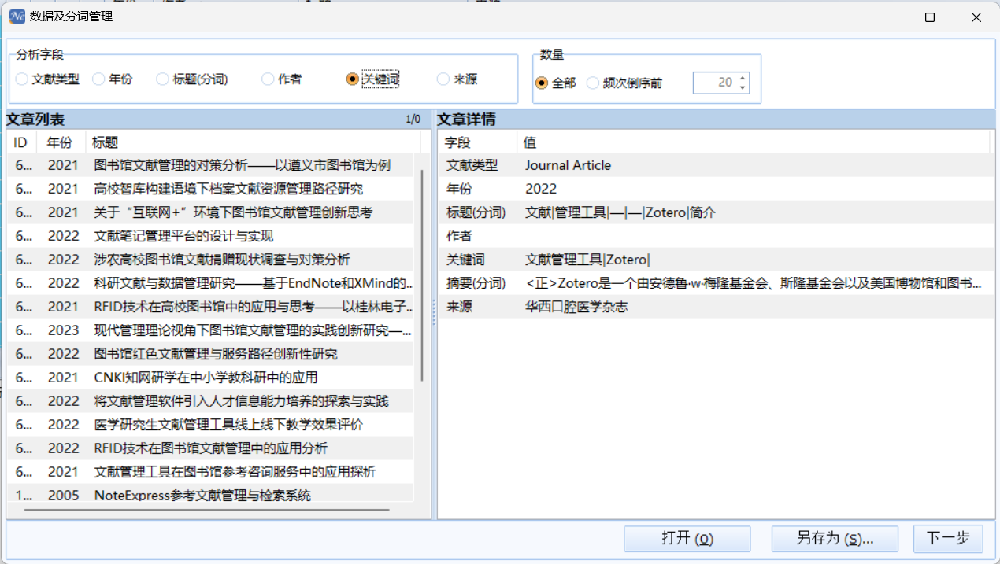 数据及分词管理
分析字段
文献类型 年份 标题(分词) 作者 关键词 来源
数量
全部 频次倒序前 20
文章列表 1/0
ID 年份 标题
6... 2021 图书馆文献管理的对策分析——以遵义市图书馆为例
6... 2021 高校智库构建语境下档案文献资源管理路径研究
6... 2021 关于“互联网+”环境下图书馆文献管理创新思考
6... 2022 文献笔记管理平台的设计与实现
6... 2022 涉农高校图书馆文献捐赠现状调查与对策分析
6... 2022 科研文献与数据管理研究——基于EndNote和XMind的...
6... 2021 RFID技术在高校图书馆中的应用与思考——以桂林电子...
6... 2023 现代管理理论视角下图书馆文献管理的实践创新研究—...
6... 2022 图书馆红色文献管理与服务路径创新性研究
6... 2021 CNKI知网研学在中小学教科研中的应用
6... 2022 将文献管理软件引入人才信息能力培养的探索与实践
6... 2022 医学研究生文献管理工具线上线下教学效果评价
6... 2022 RFID技术在图书馆文献管理中的应用分析
6... 2021 文献管理工具在图书馆参考咨询服务中的应用探析
1... 2005 NoteExpress参考文献管理与检索系统
文章详情
字段 值
文献类型 Journal Article
年份 2022
标题(分词) 文献|管理工具|—|—|Zotero|简介
作者
关键词 文献管理工具|Zotero|
摘要(分词) <正>Zotero是一个由安德鲁·w·梅隆基金会、斯隆基金会以及美国博物馆和图书...
来源 华西口腔医学杂志
打开 (O) 另存为 (S)... 下一步